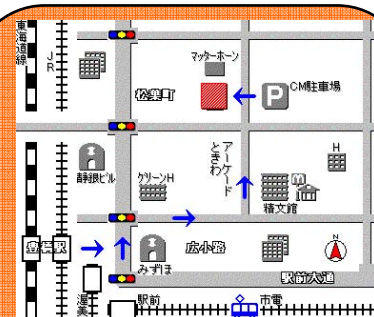 東海道線
JR
マッターホーン
松葉町
P
CM駐車場
アーケード
ときわ
H
静銀ビル
グリーンH
m
精文館
豊橋駅
みずほ
広小路
N
駅前大通
渥美
駅前
市電